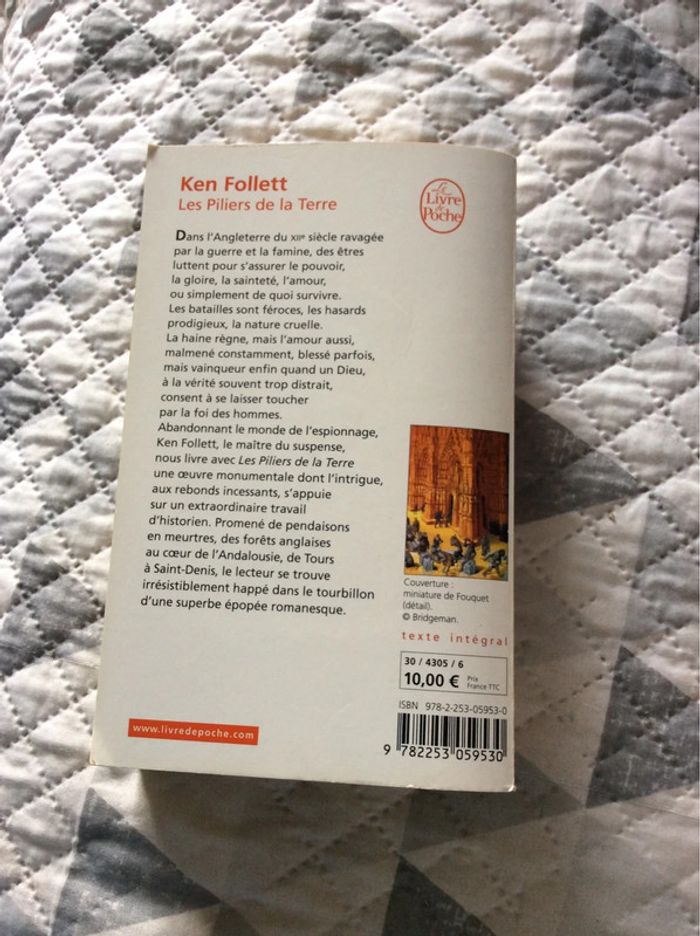 Ken Follett
Les Piliers de la Terre
Le
Livre
de
Poche
Dans l'Angleterre du XIIe siècle ravagée
par la guerre et la famine, des êtres
luttent pour s'assurer le pouvoir,
la gloire, la sainteté, l'amour,
ou simplement de quoi survivre.
Les batailles sont féroces, les hasards
prodigieux, la nature cruelle.
La haine règne, mais l'amour aussi,
malmené constamment, blessé parfois,
mais vainqueur enfin quand un Dieu,
à la vérité souvent trop distrait,
consent à se laisser toucher
par la foi des hommes.
Abandonnant le monde de l'espionnage,
Ken Follett, le maître du suspense,
nous livre avec Les Piliers de la Terre
une œuvre monumentale dont l'intrigue,
aux rebonds incessants, s'appuie
sur un extraordinaire travail
d'historien. Promené de pendaisons
en meurtres, des forêts anglaises
au cœur de l'Andalousie, de Tours
à Saint-Denis, le lecteur se trouve
irrésistiblement happé dans le tourbillon
d'une superbe épopée romanesque.
Couverture :
miniature de Fouquet
(détail).
© Bridgeman.
texte intégral
30 / 4305 / 6
10,00 € Prix
France TTC
ISBN 978-2-253-05953-0
9 782253 059530
www.livredepoche.com